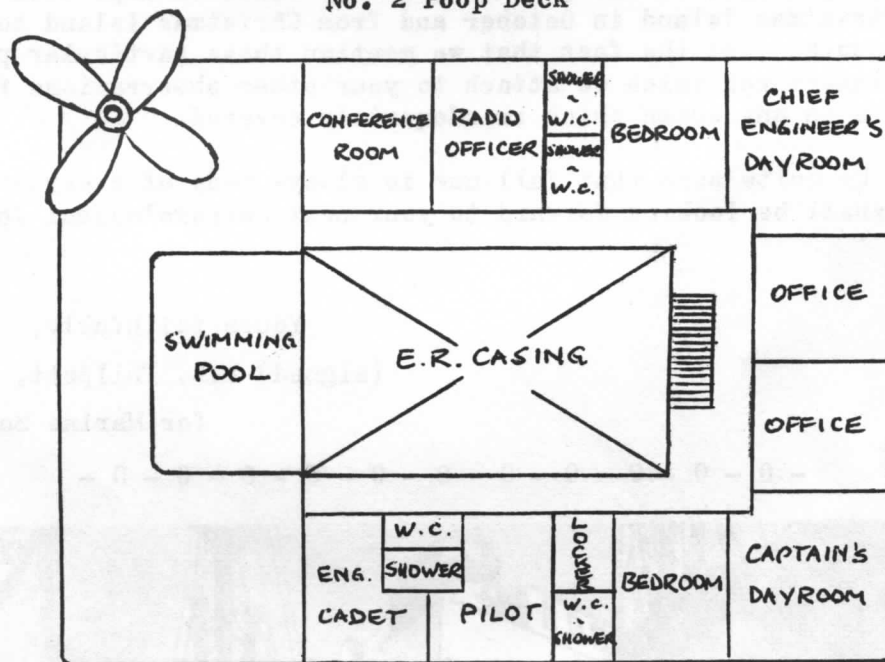 No. 2 Poop Deck
CONFERENCE
ROOM
RADIO
OFFICER
SHOWER
W.C.
SHOWER
W.C.
BEDROOM
CHIEF
ENGINEER'S
DAYROOM
SWIMMING
POOL
E.R. CASING
OFFICE
OFFICE
W.C.
SHOWER
ENG.
CADET
PILOT
W.C.
SHOWER
BEDROOM
CAPTAIN'S
DAYROOM